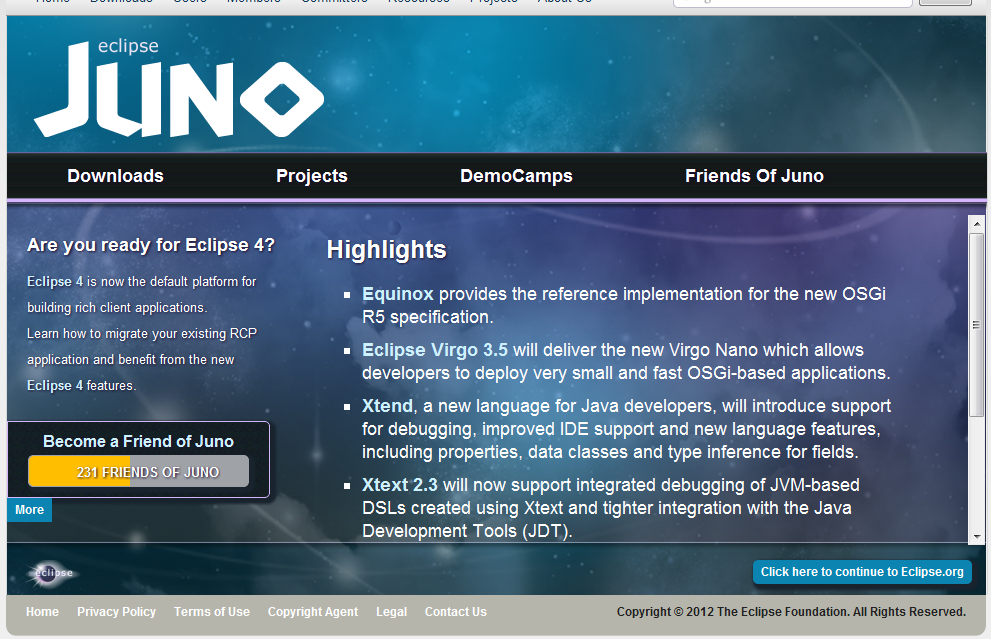 Home Downloads Users Members Committers Resources Projects About Us
eclipse
JUNO
Downloads Projects DemoCamps Friends Of Juno
Are you ready for Eclipse 4?
Eclipse 4 is now the default platform for
building rich client applications.
Learn how to migrate your existing RCP
application and benefit from the new
Eclipse 4 features.
Become a Friend of Juno
231 FRIENDS OF JUNO
More
Highlights
Equinox provides the reference implementation for the new OSGi
R5 specification.
Eclipse Virgo 3.5 will deliver the new Virgo Nano which allows
developers to deploy very small and fast OSGi-based applications.
Xtend, a new language for Java developers, will introduce support
for debugging, improved IDE support and new language features,
including properties, data classes and type inference for fields.
Xtext 2.3 will now support integrated debugging of JVM-based
DSLs created using Xtext and tighter integration with the Java
Development Tools (JDT).
eclipse
Click here to continue to Eclipse.org
Home Privacy Policy Terms of Use Copyright Agent Legal Contact Us
Copyright © 2012 The Eclipse Foundation. All Rights Reserved.